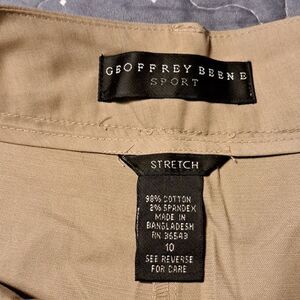 GEOFFREY BEENE
SPORT
STRETCH
98% COTTON
2% SPANDEX
MADE IN
BANGLADESH
RN 36543
10
SEE REVERSE
FOR CARE